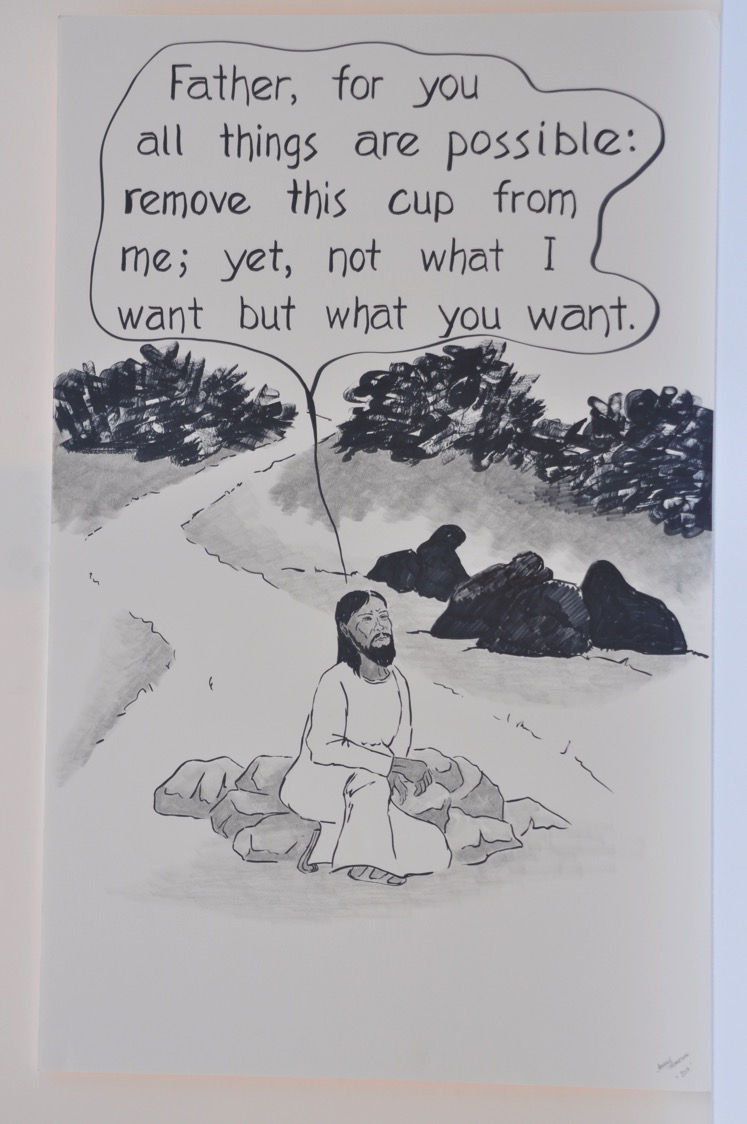 Father, for you
all things are possible:
remove this cup from
me; yet, not what I
want but what you want.